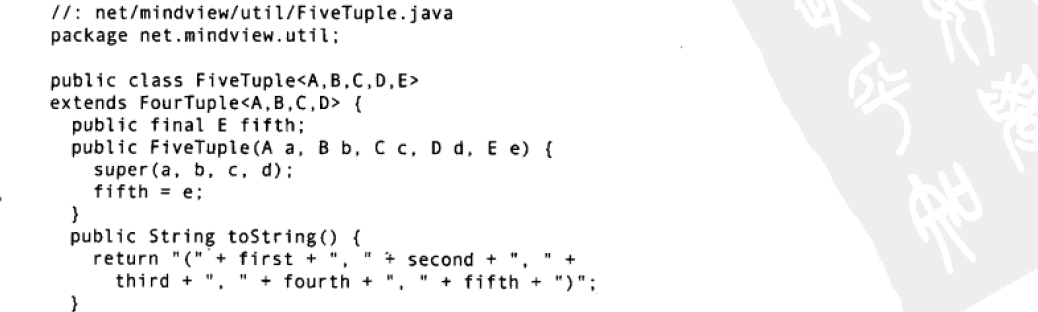 //: net/mindview/util/FiveTuple.java
package net.mindview.util;

public class FiveTuple<A,B,C,D,E>
extends FourTuple<A,B,C,D> {
  public final E fifth;
  public FiveTuple(A a, B b, C c, D d, E e) {
    super(a, b, c, d);
    fifth = e;
  }
  public String toString() {
    return "(" + first + ", " + second + ", " +
      third + ", " + fourth + ", " + fifth + ")";
  }